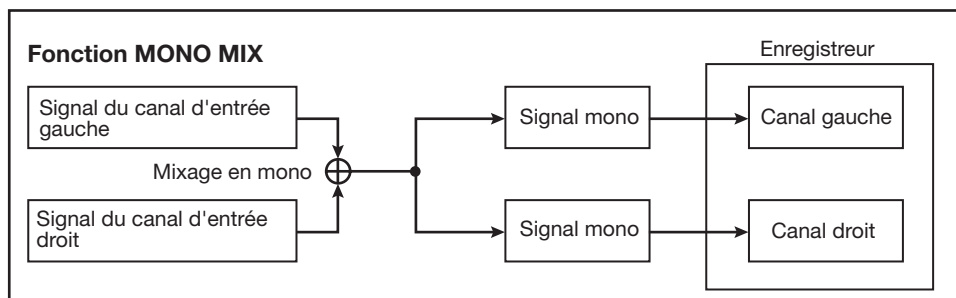 Fonction MONO MIX
Enregistreur
Signal du canal d'entrée
gauche
Signal mono
Canal gauche
Mixage en mono
Signal du canal d'entrée
droit
Signal mono
Canal droit